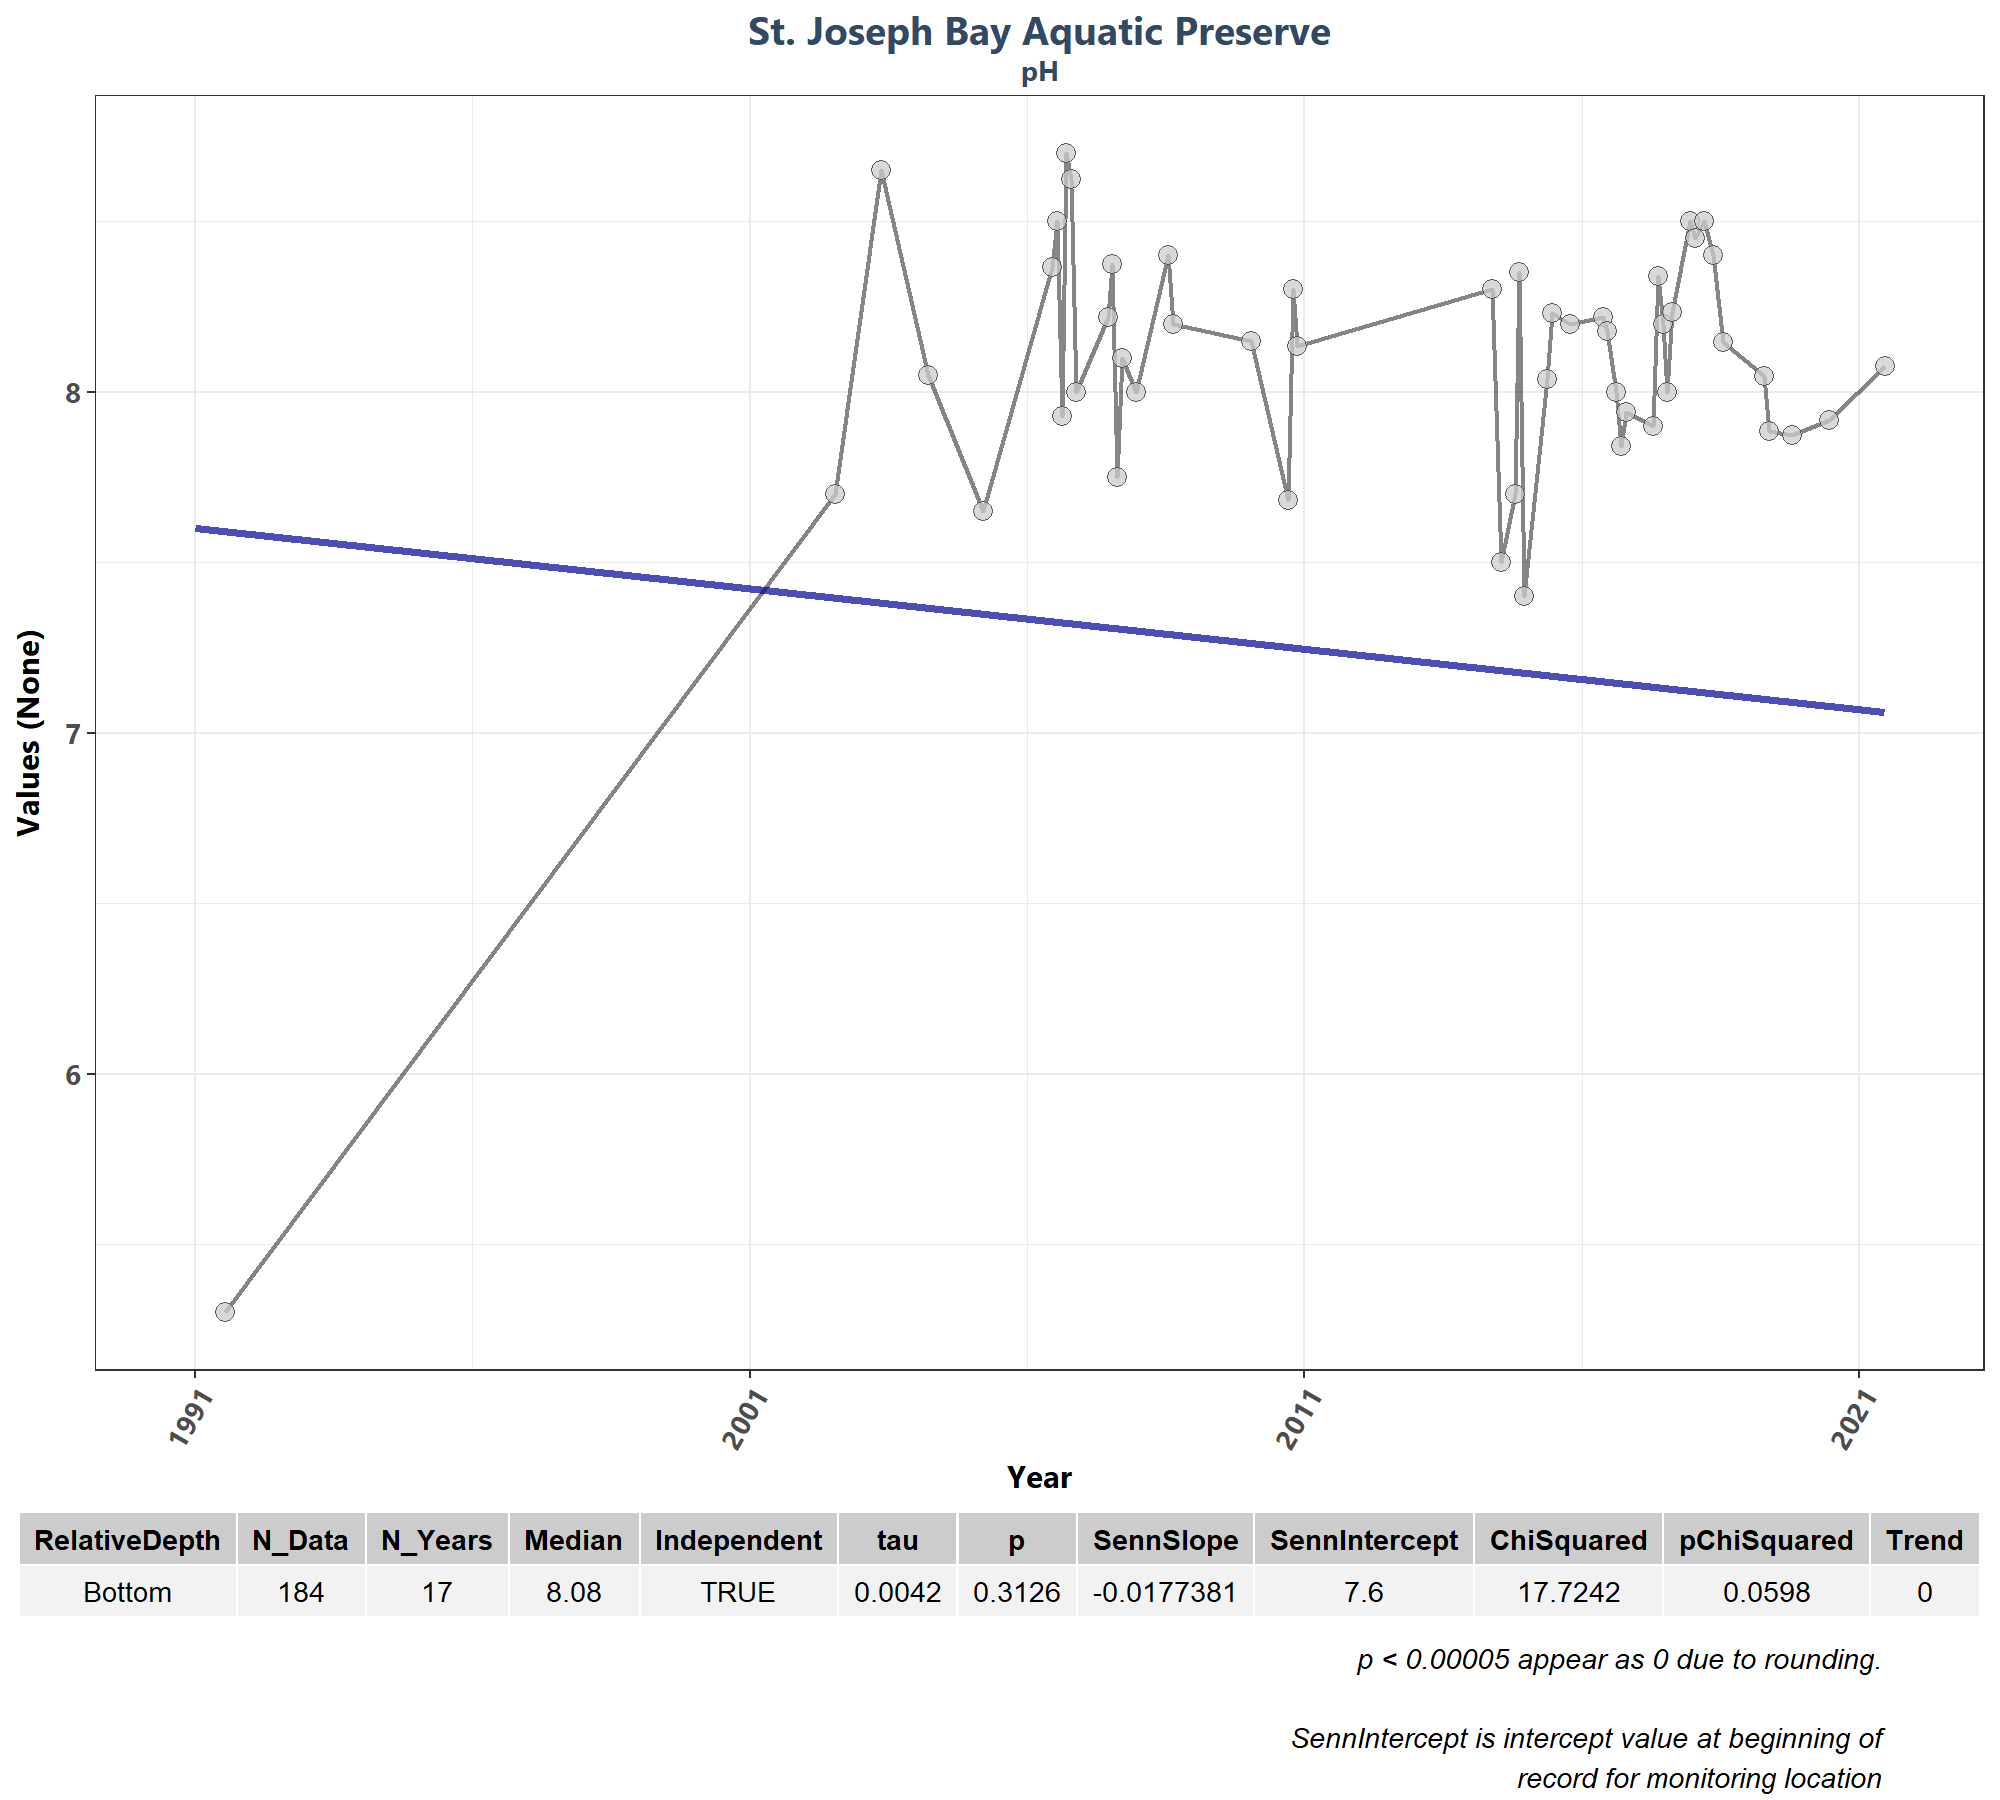 St. Joseph Bay Aquatic Preserve
pH
Values (None)
8
7
6
1991 2001 2011 2021
Year
RelativeDepth N_Data N_Years Median Independent tau p SennSlope SennIntercept ChiSquared pChiSquared Trend
Bottom 184 17 8.08 TRUE 0.0042 0.3126 -0.0177381 7.6 17.7242 0.0598 0
p < 0.00005 appear as 0 due to rounding.
SennIntercept is intercept value at beginning of
record for monitoring location